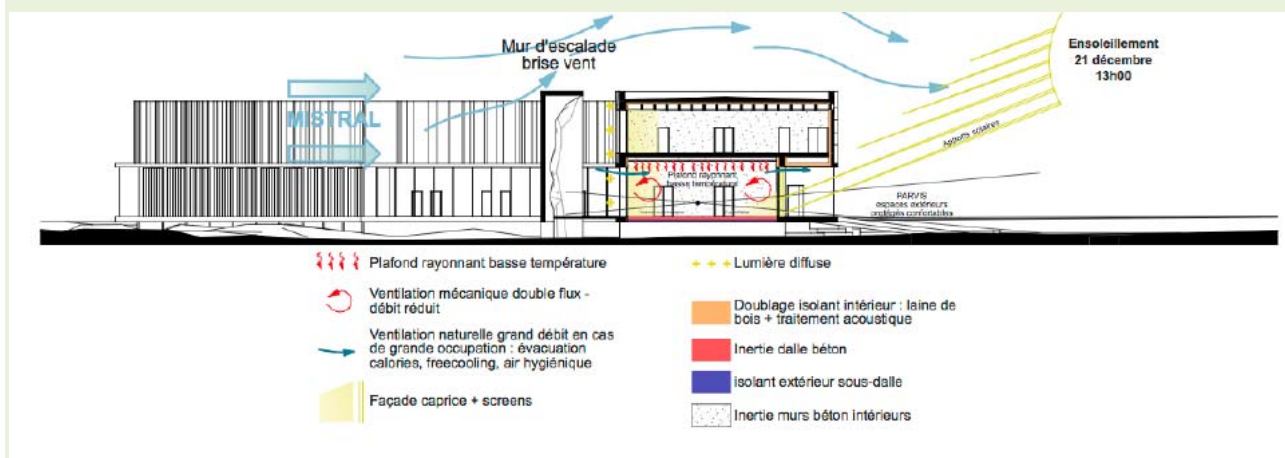 Mur d'escalade
brise vent
Ensoleillement
21 décembre
13h00
MISTRAL
Apports solaires
Plafond rayonnant
basse température
PARVIS
espaces extérieurs
protégés confortables
Plafond rayonnant basse température
Lumière diffuse
Ventilation mécanique double flux -
débit réduit
Doublage isolant intérieur : laine de
bois + traitement acoustique
Ventilation naturelle grand débit en cas
de grande occupation : évacuation
calories, freecooling, air hygiénique
Inertie dalle béton
isolant extérieur sous-dalle
Façade caprice + screens
Inertie murs béton intérieurs